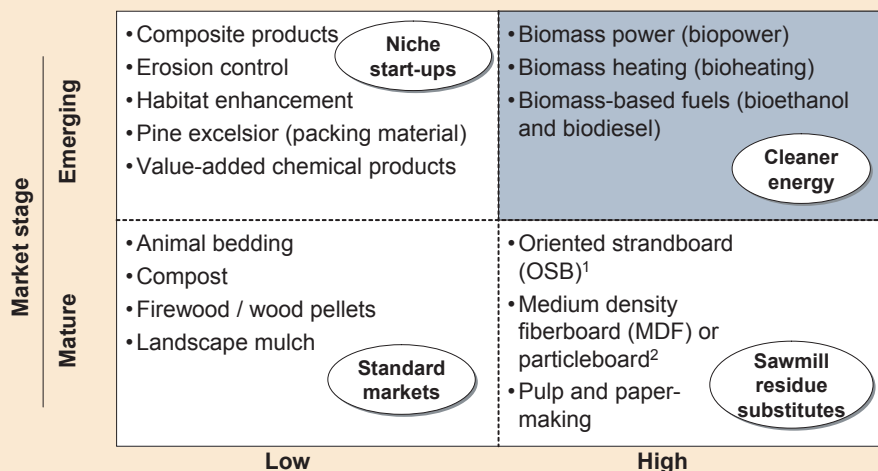 Market stage
Emerging
Mature
• Composite products
• Erosion control
• Habitat enhancement
• Pine excelsior (packing material)
• Value-added chemical products
Niche
start-ups
• Biomass power (biopower)
• Biomass heating (bioheating)
• Biomass-based fuels (bioethanol
and biodiesel)
Cleaner
energy
• Animal bedding
• Compost
• Firewood / wood pellets
• Landscape mulch
Standard
markets
• Oriented strandboard
(OSB)¹
• Medium density
fiberboard (MDF) or
particleboard²
• Pulp and paper-
making
Sawmill
residue
substitutes
Low
High